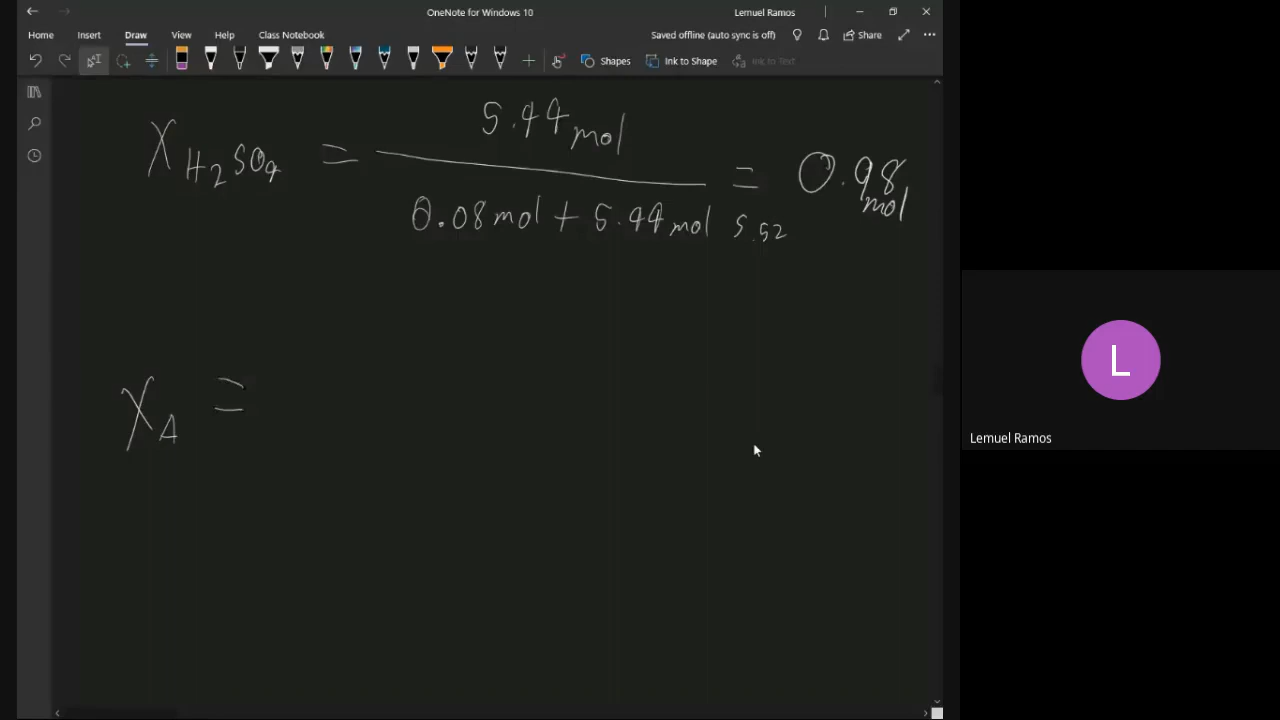 OneNote for Windows 10
Lemuel Ramos
Home Insert Draw View Help Class Notebook
Saved offline (auto sync is off)
Share
Shapes
Ink to Shape
Ink to Text
X H₂SO₄ = 5.44 mol / 0.08 mol + 5.44 mol 5.52 = 0.98 mol
X A =
L
Lemuel Ramos